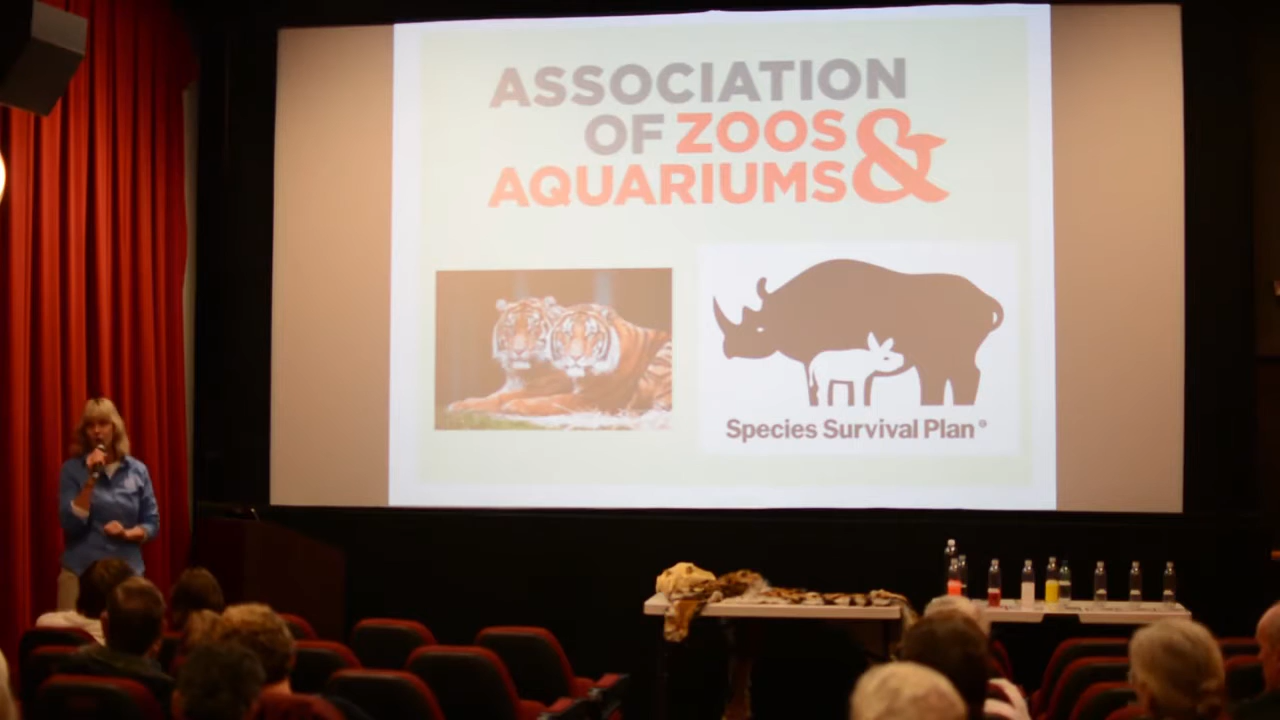 ASSOCIATION
OF ZOOS &
AQUARIUMS
Species Survival Plan®